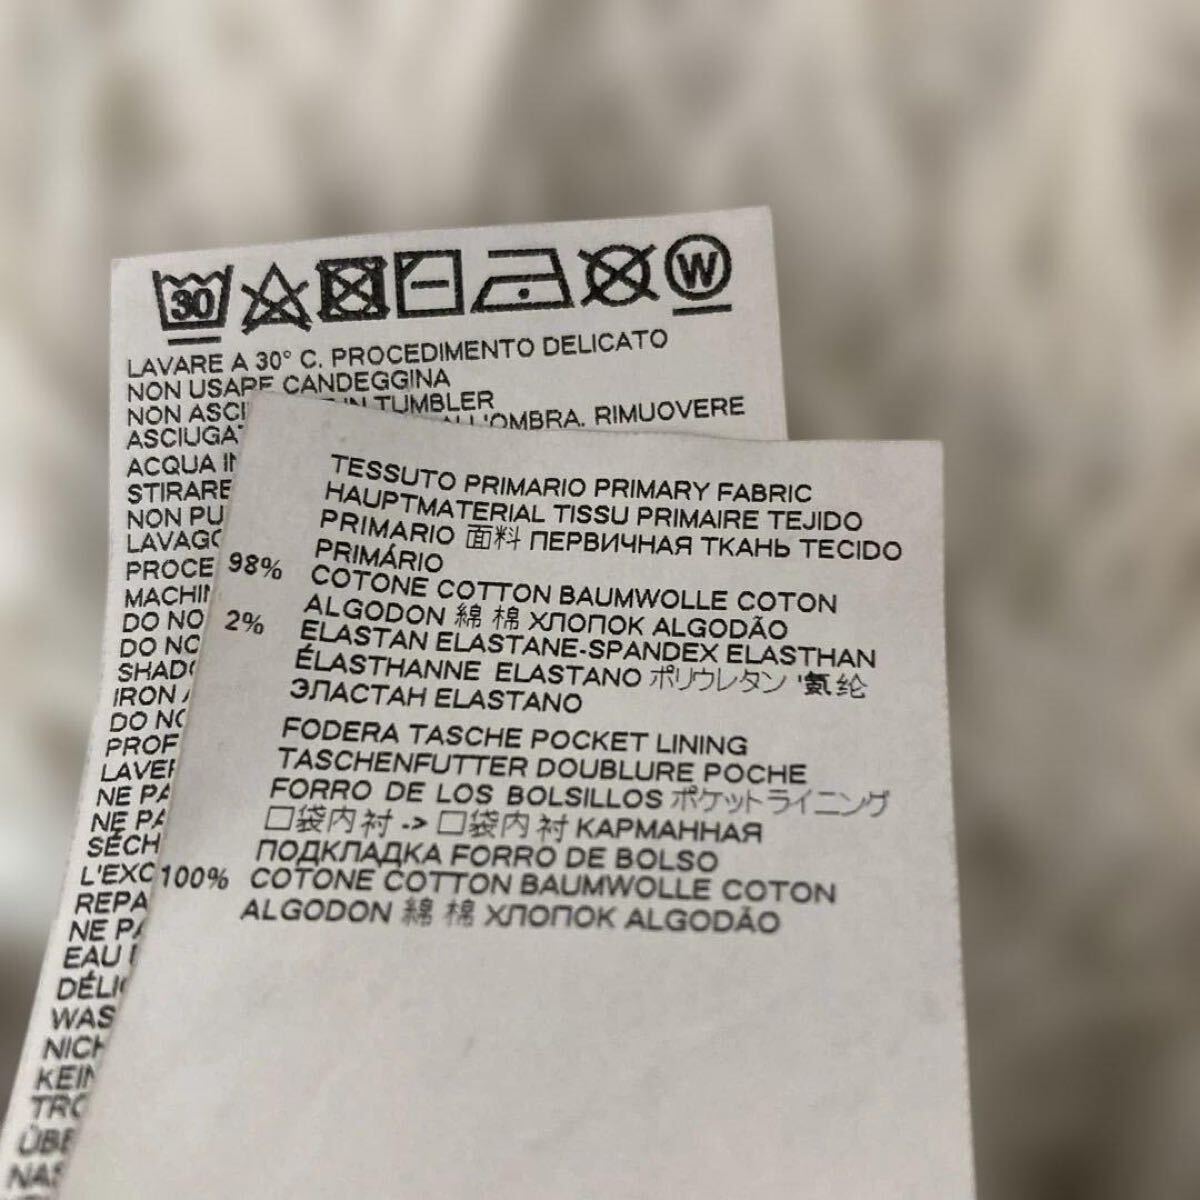 30
W
LAVARE A 30° C. PROCEDIMENTO DELICATO
NON USARE CANDEGGINA
NON ASCI IN TUMBLER
ASCIUGA ALL'OMBRA. RIMUOVERE
ACQUA IN
STIRARE
NON PU
LAVAGG
PROCE
MACHIN
DO NO
DO NO
SHAD
IRON
DO NO
PROF
LAVER
NE PA
NE PA
SÉCH
L'EXC
REPA
NE PA
EAU
DÉLI
WAS
NICH
KEIN
TRO
ÜBE
NAS
TESSUTO PRIMARIO PRIMARY FABRIC
HAUPTMATERIAL TISSU PRIMAIRE TEJIDO
PRIMARIO 面料 ПЕРВИЧНАЯ ТКАНЬ TECIDO
PRIMÁRIO
98% COTONE COTTON BAUMWOLLE COTON
ALGODON 綿 棉 ХЛОПОК ALGODÃO
2% ELASTAN ELASTANE-SPANDEX ELASTHAN
ÉLASTHANNE ELASTANO ポリウレタン '氨纶
ЭЛАСТАН ELASTANO
FODERA TASCHE POCKET LINING
TASCHENFUTTER DOUBLURE POCHE
FORRO DE LOS BOLSILLOS ポケットライニング
口袋内衬 -> 口袋内衬 КАРМАННАЯ
ПОДКЛАДКА FORRO DE BOLSO
100% COTONE COTTON BAUMWOLLE COTON
ALGODON 綿 棉 ХЛОПОК ALGODÃO